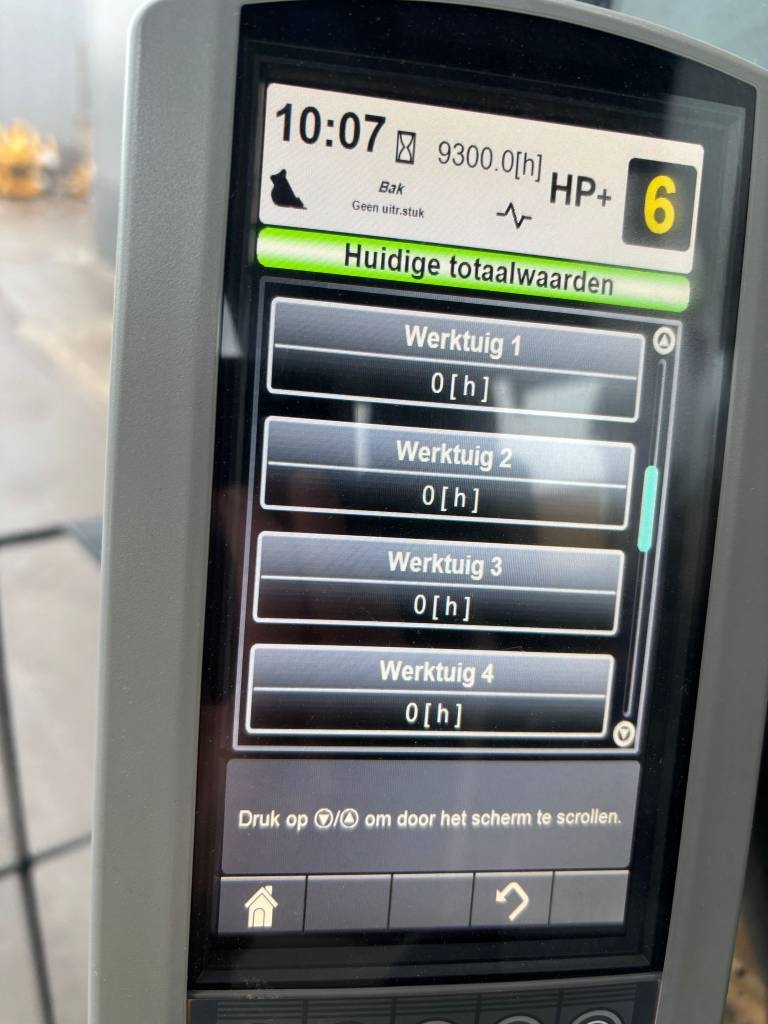 10:07 9300.0[h] HP+ 6
Bak
Geen uitr.stuk
Huidige totaalwaarden
Werktuig 1
0[h]
Werktuig 2
0[h]
Werktuig 3
0[h]
Werktuig 4
0[h]
Druk op ▽/△ om door het scherm te scrollen.